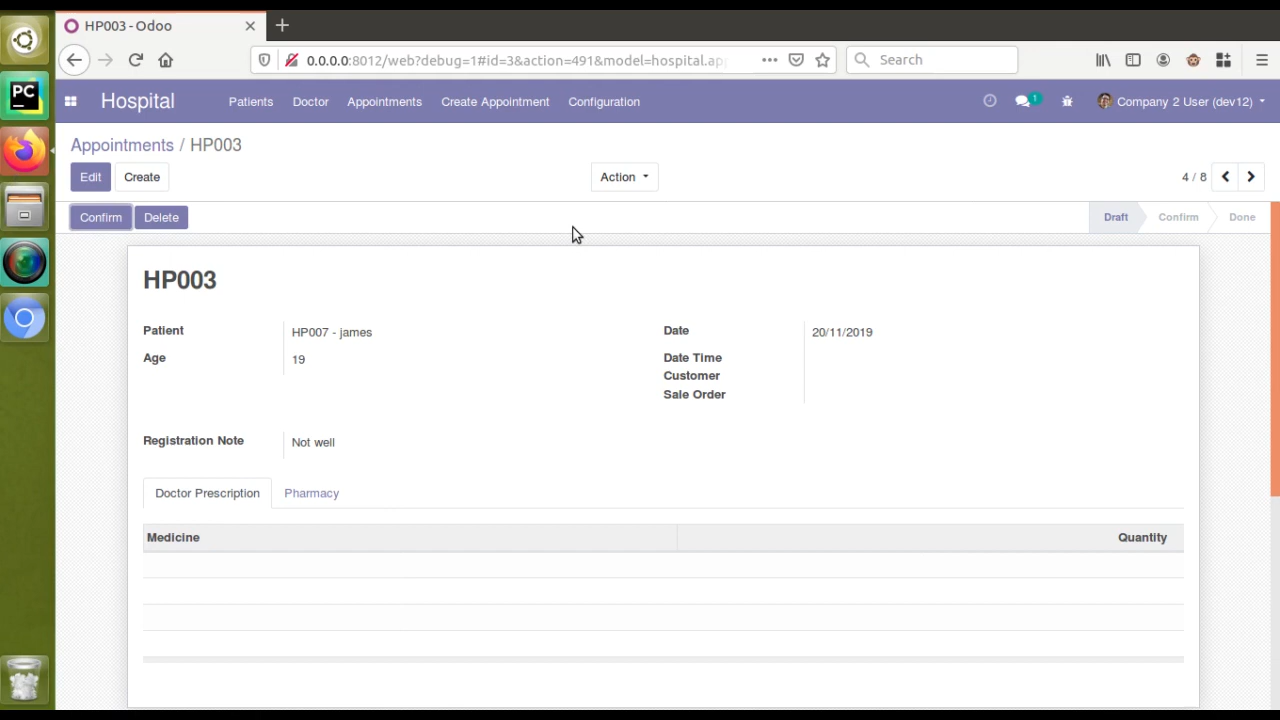 HP003 - Odoo
0.0.0.0:8012/web?debug=1#id=3&action=491&model=hospital.ap
Search
PC
Hospital
Patients Doctor Appointments Create Appointment Configuration
1
Company 2 User (dev12)
Appointments / HP003
Edit Create
Action
4 / 8
Confirm Delete
Draft Confirm Done
HP003
Patient HP007 - james
Date 20/11/2019
Age 19
Date Time
Customer
Sale Order
Registration Note Not well
Doctor Prescription Pharmacy
Medicine Quantity